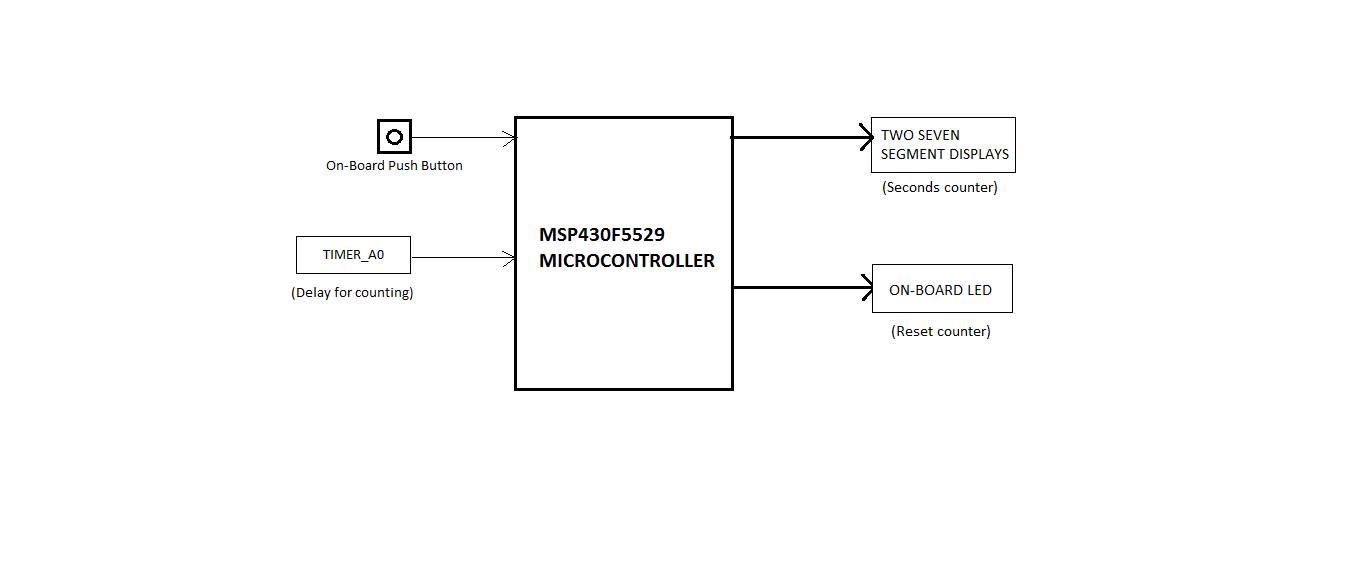 On-Board Push Button
TIMER_A0
(Delay for counting)
MSP430F5529
MICROCONTROLLER
TWO SEVEN
SEGMENT DISPLAYS
(Seconds counter)
ON-BOARD LED
(Reset counter)